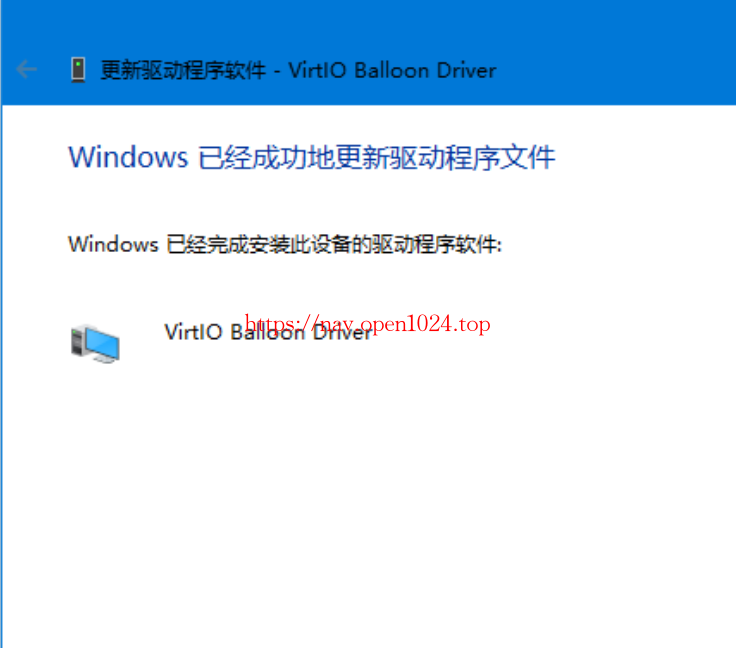 更新驱动程序软件 - VirtIO Balloon Driver
Windows 已经成功地更新驱动程序文件
Windows 已经完成安装此设备的驱动程序软件:
VirtIO Balloon Driver
https://nav.open1024.top